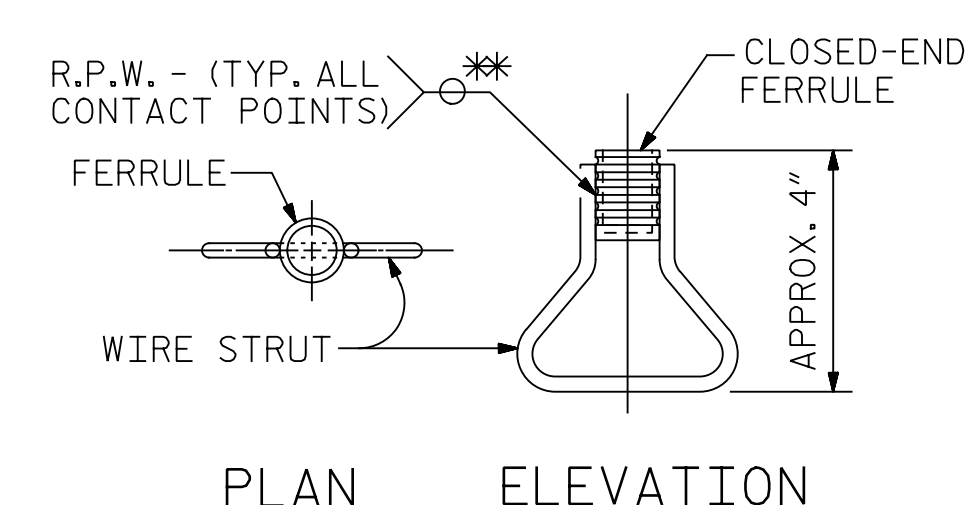 R.P.W. - (TYP. ALL
CONTACT POINTS)
**
CLOSED-END
FERRULE
FERRULE
APPROX. 4"
WIRE STRUT
PLAN
ELEVATION